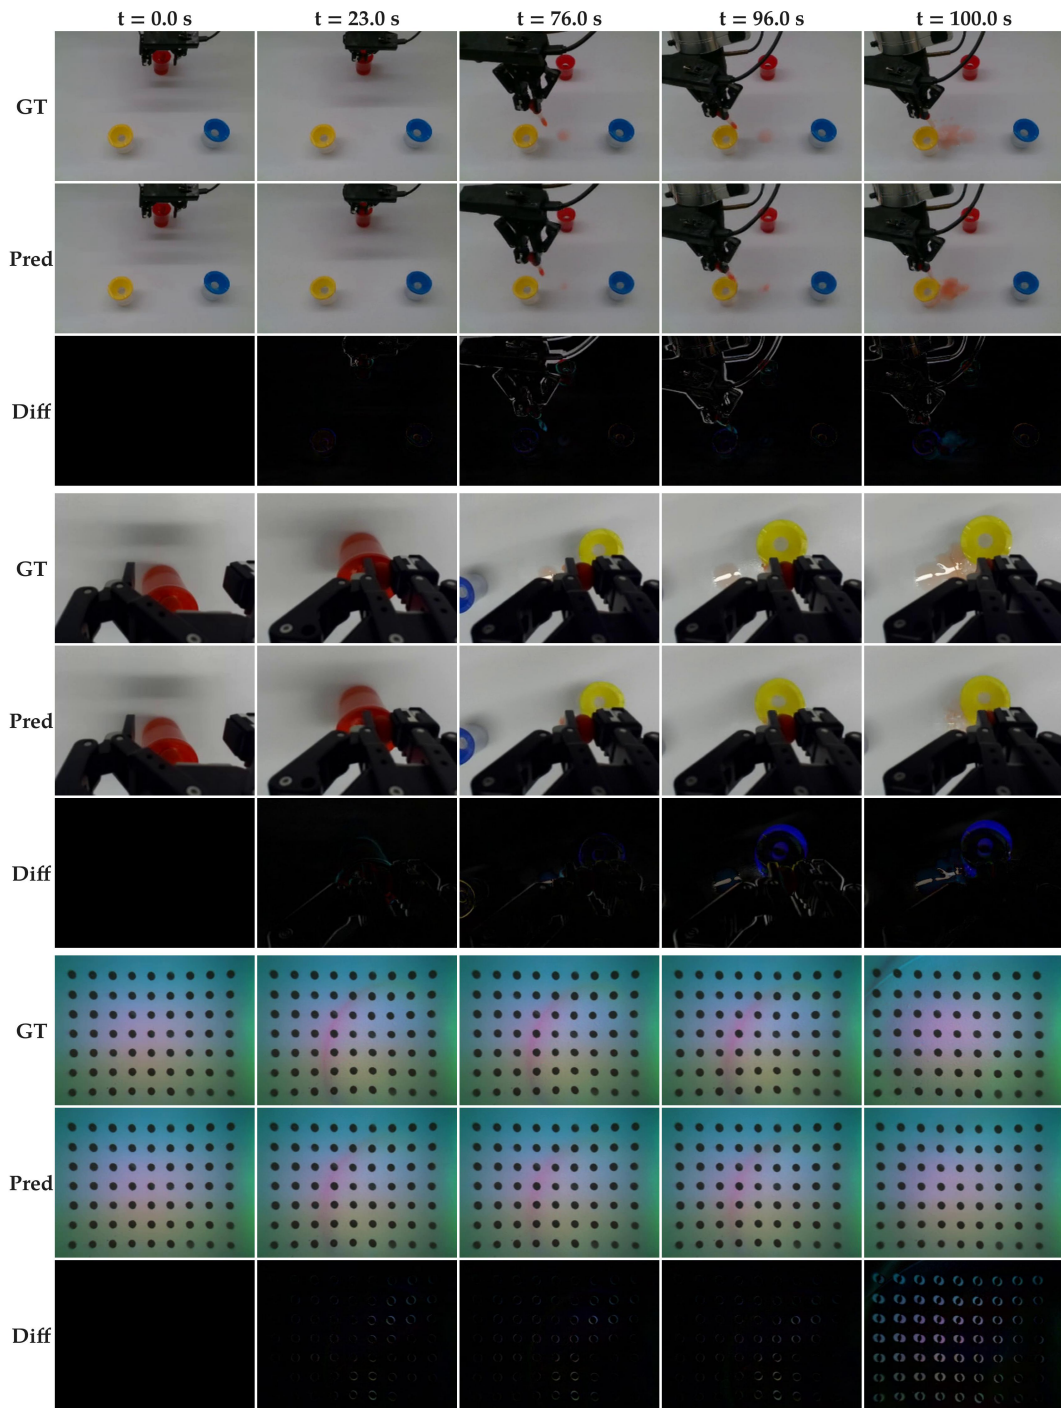 t = 0.0 s t = 23.0 s t = 76.0 s t = 96.0 s t = 100.0 s
GT
Pred
Diff
GT
Pred
Diff
GT
Pred
Diff